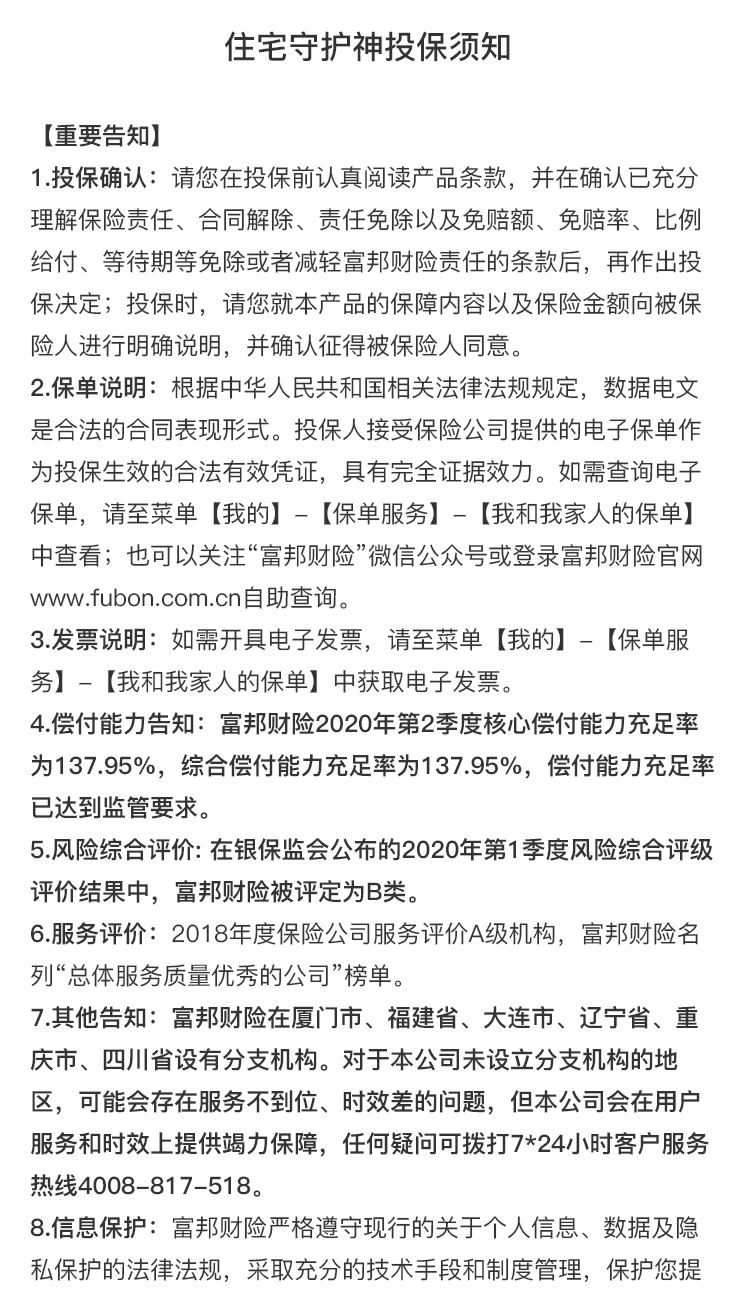 住宅守护神投保须知
【重要告知】
1.投保确认：请您在投保前认真阅读产品条款，并在确认已充分
理解保险责任、合同解除、责任免除以及免赔额、免赔率、比例
给付、等待期等免除或者减轻富邦财险责任的条款后，再作出投
保决定；投保时，请您就本产品的保障内容以及保险金额向被保
险人进行明确说明，并确认征得被保险人同意。
2.保单说明：根据中华人民共和国相关法律法规规定，数据电文
是合法的合同表现形式。投保人接受保险公司提供的电子保单作
为投保生效的合法有效凭证，具有完全证据效力。如需查询电子
保单，请至菜单【我的】–【保单服务】–【我和我家人的保单】
中查看；也可以关注“富邦财险”微信公众号或登录富邦财险官网
www.fubon.com.cn自助查询。
3.发票说明：如需开具电子发票，请至菜单【我的】–【保单服
务】–【我和我家人的保单】中获取电子发票。
4.偿付能力告知：富邦财险2020年第2季度核心偿付能力充足率
为137.95%，综合偿付能力充足率为137.95%，偿付能力充足率
已达到监管要求。
5.风险综合评价: 在银保监会公布的2020年第1季度风险综合评级
评价结果中，富邦财险被评定为B类。
6.服务评价：2018年度保险公司服务评价A级机构，富邦财险名
列“总体服务质量优秀的公司”榜单。
7.其他告知：富邦财险在厦门市、福建省、大连市、辽宁省、重
庆市、四川省设有分支机构。对于本公司未设立分支机构的地
区，可能会存在服务不到位、时效差的问题，但本公司会在用户
服务和时效上提供竭力保障，任何疑问可拨打7*24小时客户服务
热线4008–817–518。
8.信息保护：富邦财险严格遵守现行的关于个人信息、数据及隐
私保护的法律法规，采取充分的技术手段和制度管理，保护您提